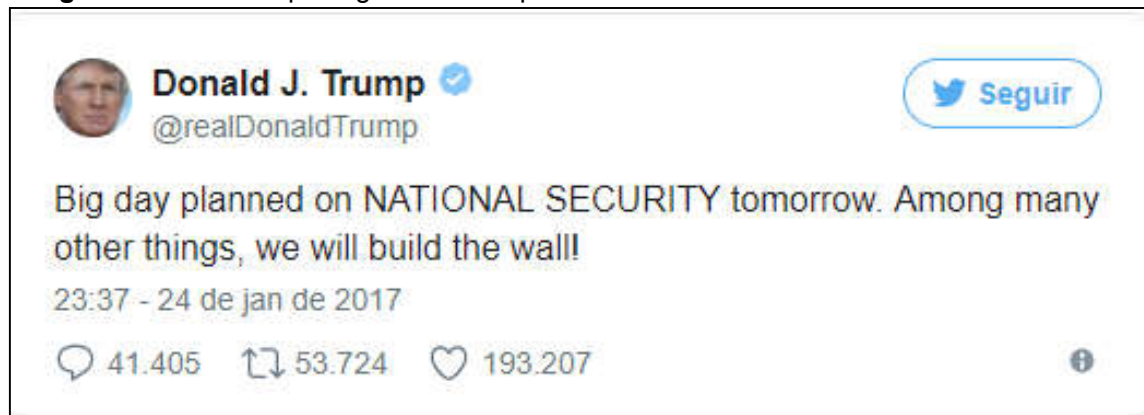 Donald J. Trump
@realDonaldTrump
Seguir
Big day planned on NATIONAL SECURITY tomorrow. Among many
other things, we will build the wall!
23:37 - 24 de jan de 2017
41.405 53.724 193.207